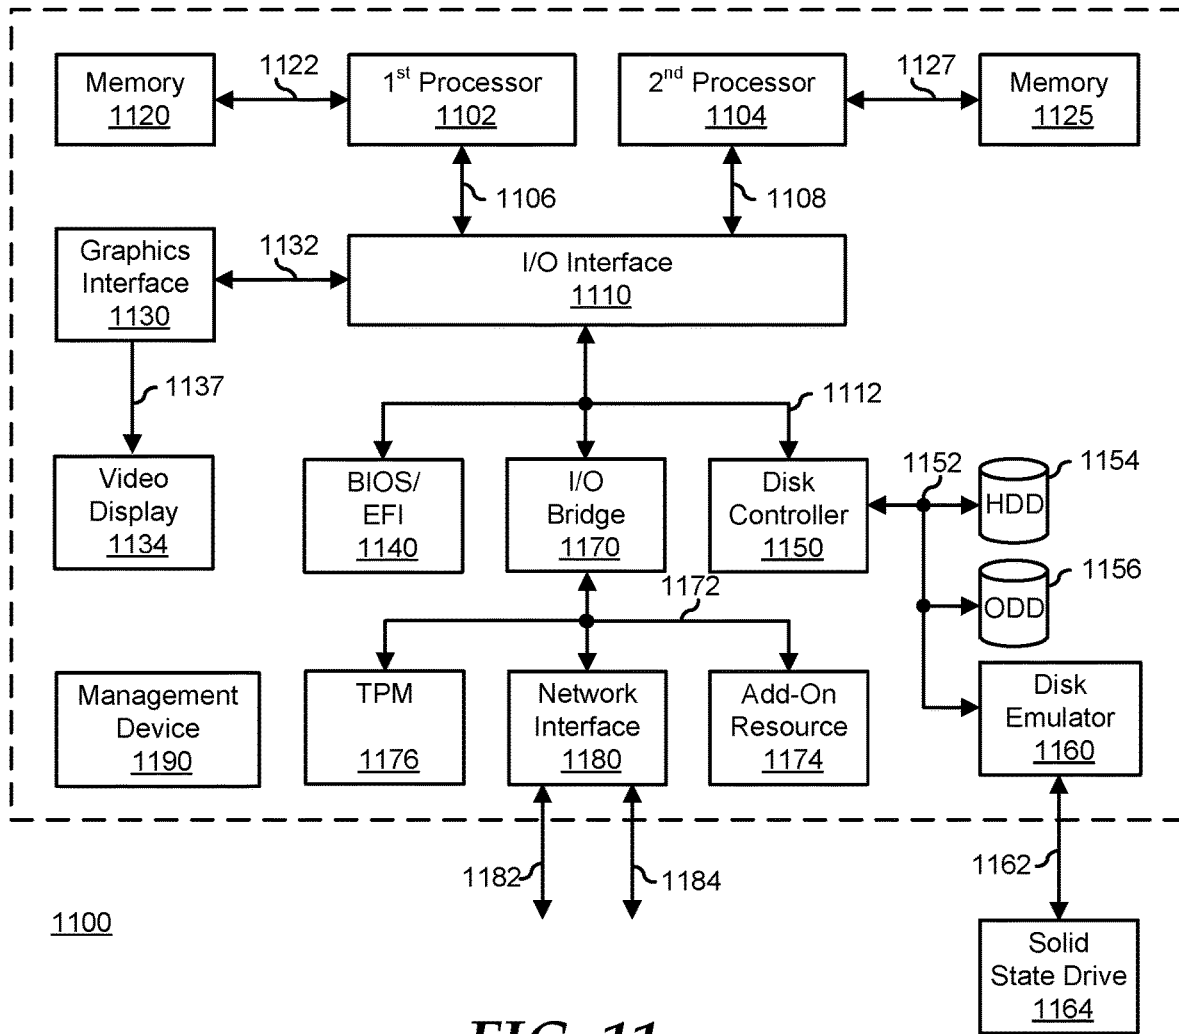 Memory
1120
1122
1st Processor
1102
2nd Processor
1104
1127
Memory
1125
1106
1108
Graphics
Interface
1130
1132
I/O Interface
1110
1137
1112
Video
Display
1134
BIOS/
EFI
1140
I/O
Bridge
1170
Disk
Controller
1150
1152
HDD
1154
ODD
1156
1172
Management
Device
1190
TPM
1176
Network
Interface
1180
Add-On
Resource
1174
Disk
Emulator
1160
1182
1184
1162
1100
Solid
State Drive
1164
FIG. 11